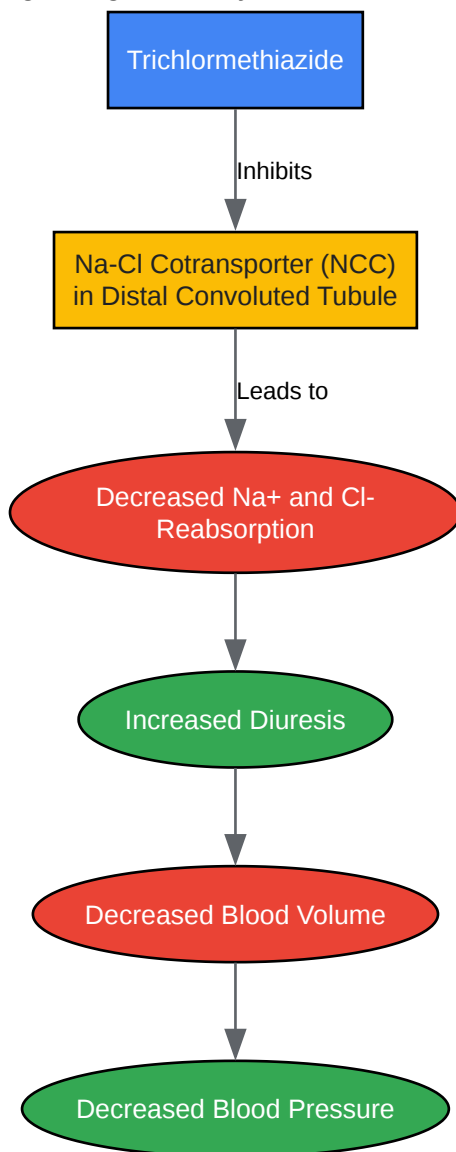 Trichlormethiazide
Inhibits
Na-Cl Cotransporter (NCC)
in Distal Convoluted Tubule
Leads to
Decreased Na+ and Cl-
Reabsorption
Increased Diuresis
Decreased Blood Volume
Decreased Blood Pressure